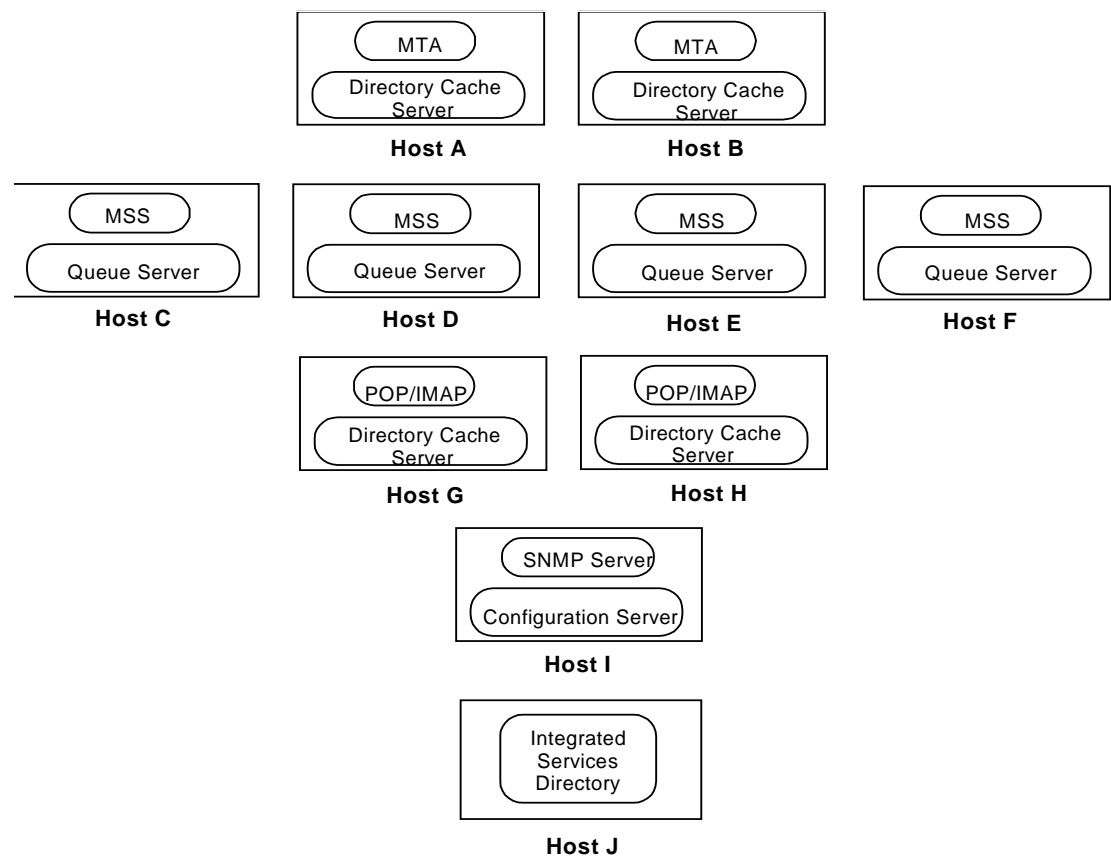 MTA
Directory Cache
Server
Host A
MTA
Directory Cache
Server
Host B
MSS
Queue Server
Host C
MSS
Queue Server
Host D
MSS
Queue Server
Host E
MSS
Queue Server
Host F
POP/IMAP
Directory Cache
Server
Host G
POP/IMAP
Directory Cache
Server
Host H
SNMP Server
Configuration Server
Host I
Integrated
Services
Directory
Host J